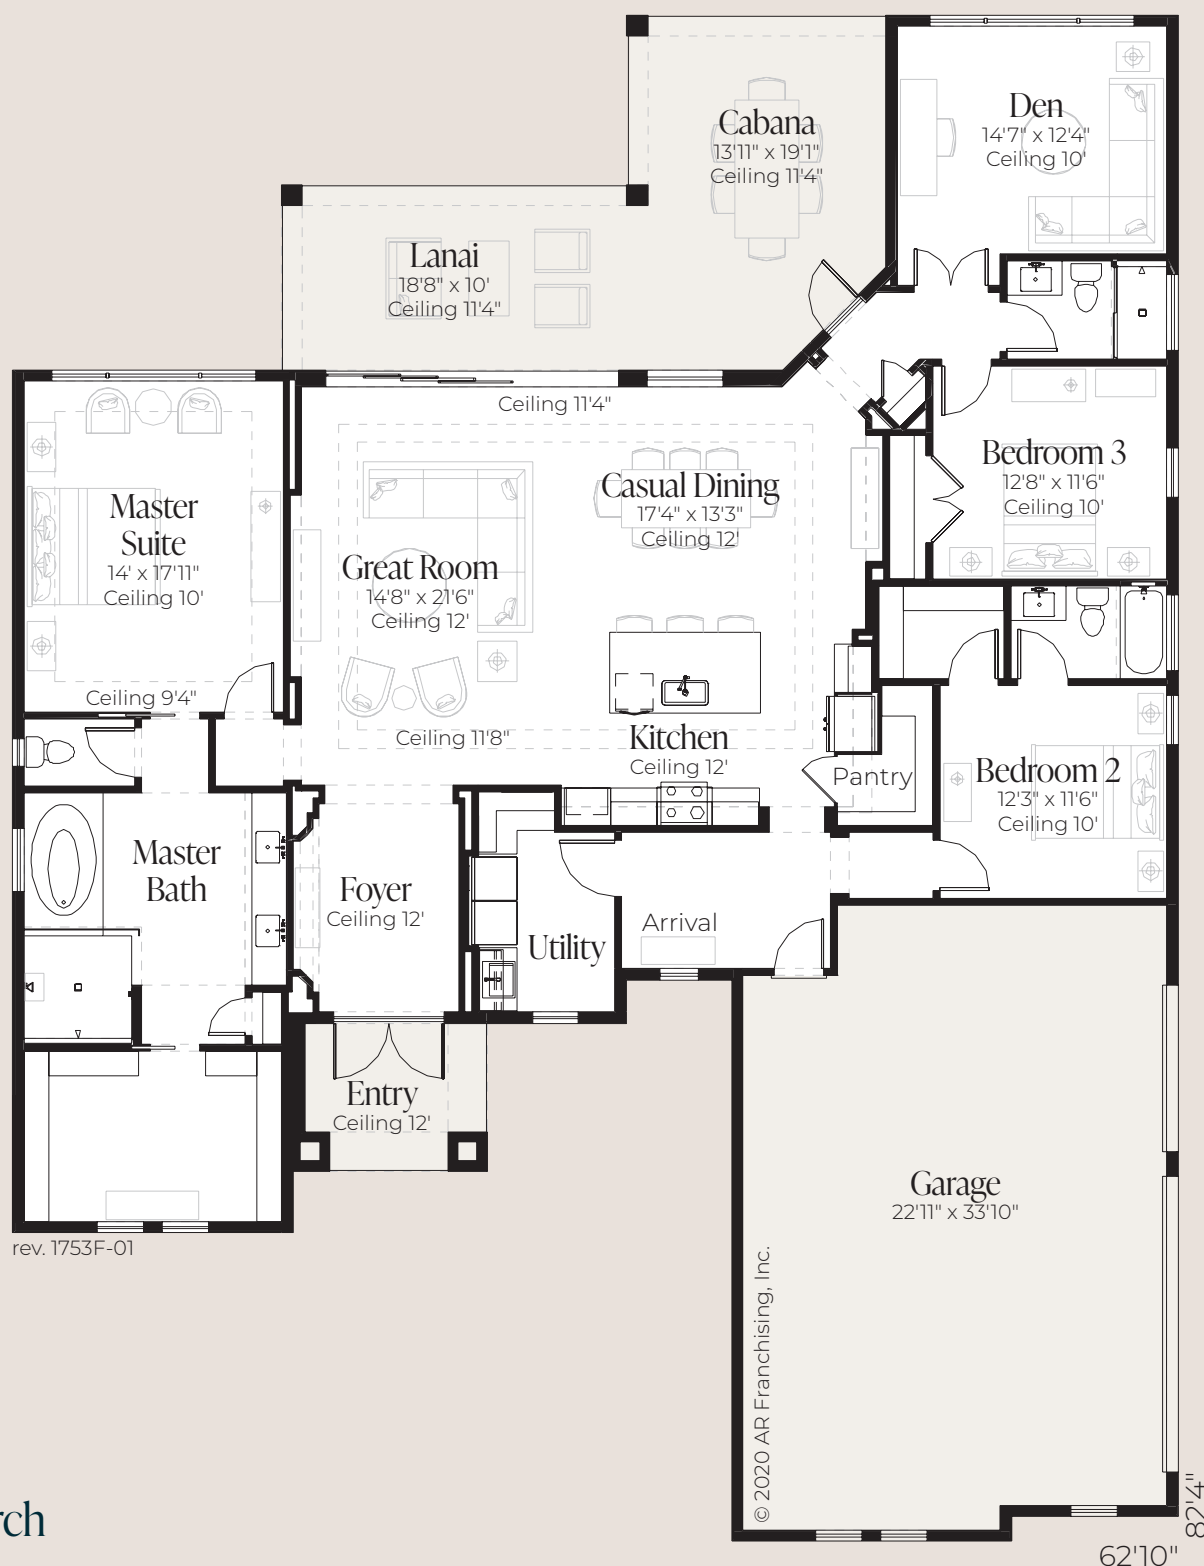 Cabana
13'11" x 19'1"
Ceiling 11'4"
Den
14'7" x 12'4"
Ceiling 10'
Lanai
18'8" x 10'
Ceiling 11'4"
Ceiling 11'4"
Master
Suite
14' x 17'11"
Ceiling 10'
Ceiling 9'4"
Great Room
14'8" x 21'6"
Ceiling 12'
Ceiling 11'8"
Casual Dining
17'4" x 13'3"
Ceiling 12'
Bedroom 3
12'8" x 11'6"
Ceiling 10'
Kitchen
Ceiling 12'
Pantry
Bedroom 2
12'3" x 11'6"
Ceiling 10'
Master
Bath
Foyer
Ceiling 12'
Utility
Arrival
Entry
Ceiling 12'
Garage
22'11" x 33'10"
rev. 1753F-01
© 2020 AR Franchising, Inc.
82'4"
62'10"